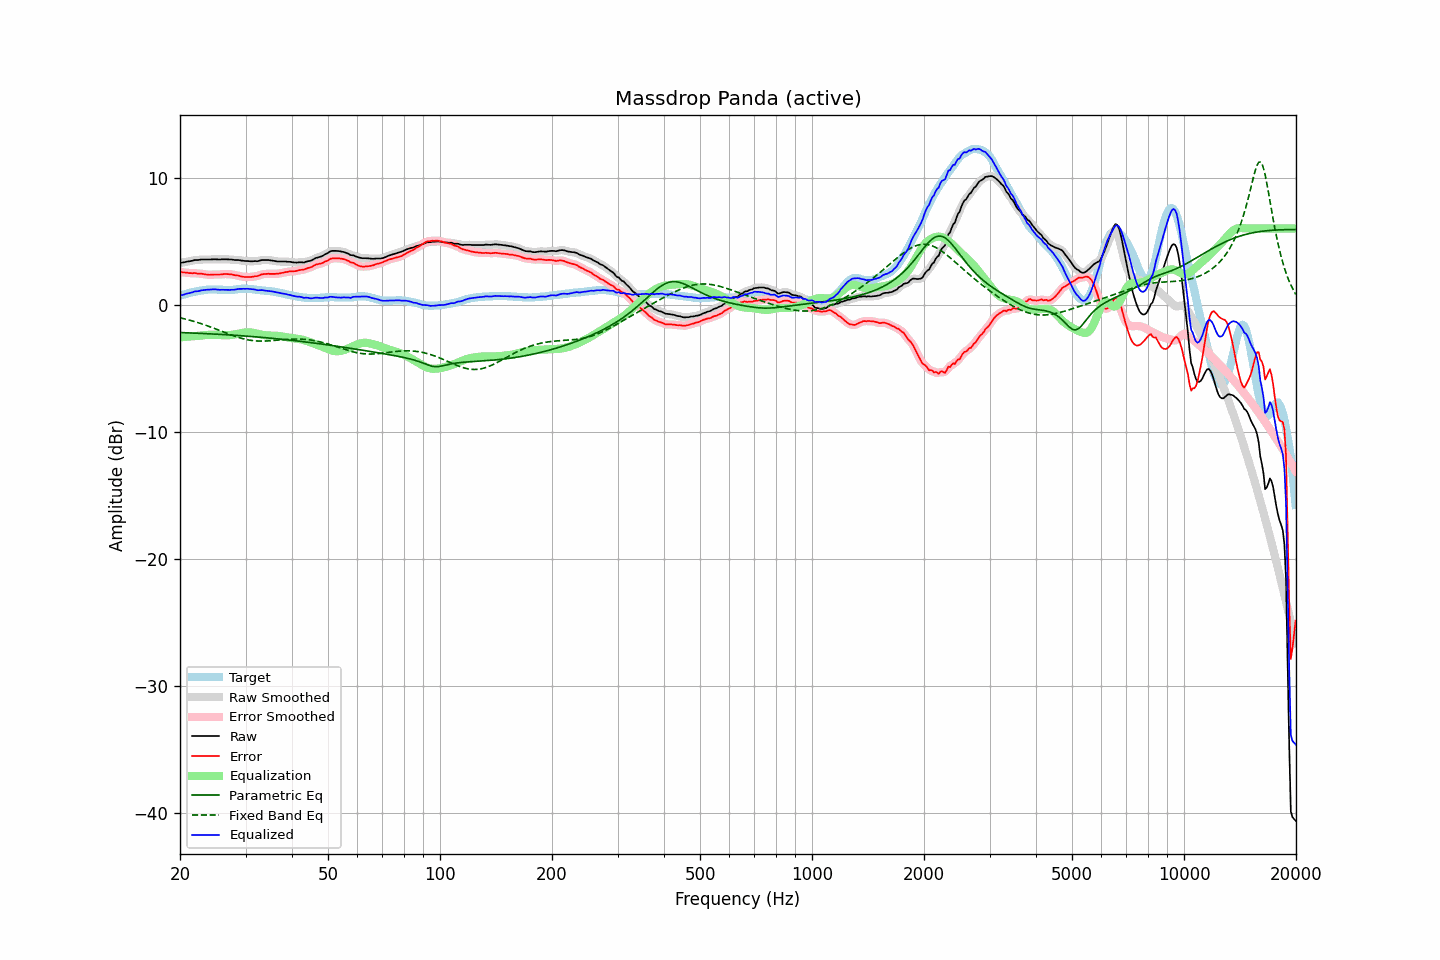 Massdrop Panda (active)
Amplitude (dBr)
10
0
−10
−20
−30
−40
Target
Raw Smoothed
Error Smoothed
Raw
Error
Equalization
Parametric Eq
Fixed Band Eq
Equalized
20 50 100 200 500 1000 2000 5000 10000 20000
Frequency (Hz)